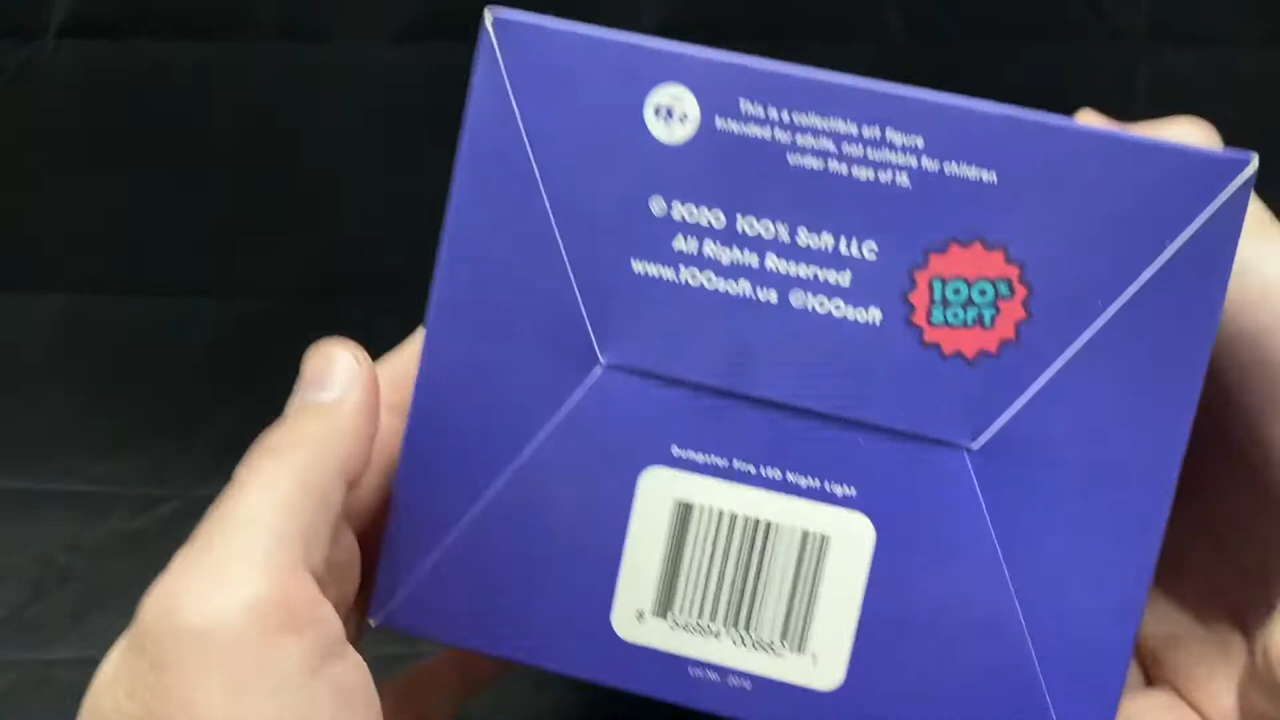 This is a collectible art figure
Intended for adults, not suitable for children
under the age of 15.
© 2020 100% Soft LLC
All Rights Reserved
www.100soft.us @100soft
100%
SOFT
Dumpster Fire LED Night Light